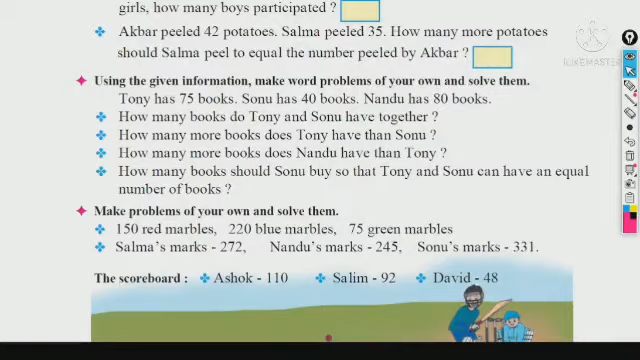 girls, how many boys participated ?
Akbar peeled 42 potatoes. Salma peeled 35. How many more potatoes
should Salma peel to equal the number peeled by Akbar ?
Using the given information, make word problems of your own and solve them.
Tony has 75 books. Sonu has 40 books. Nandu has 80 books.
How many books do Tony and Sonu have together ?
How many more books does Tony have than Sonu ?
How many more books does Nandu have than Tony ?
How many books should Sonu buy so that Tony and Sonu can have an equal
number of books ?
Make problems of your own and solve them.
150 red marbles, 220 blue marbles, 75 green marbles
Salma's marks - 272, Nandu's marks - 245, Sonu's marks - 331.
The scoreboard : Ashok - 110 Salim - 92 David - 48
KINEMASTER